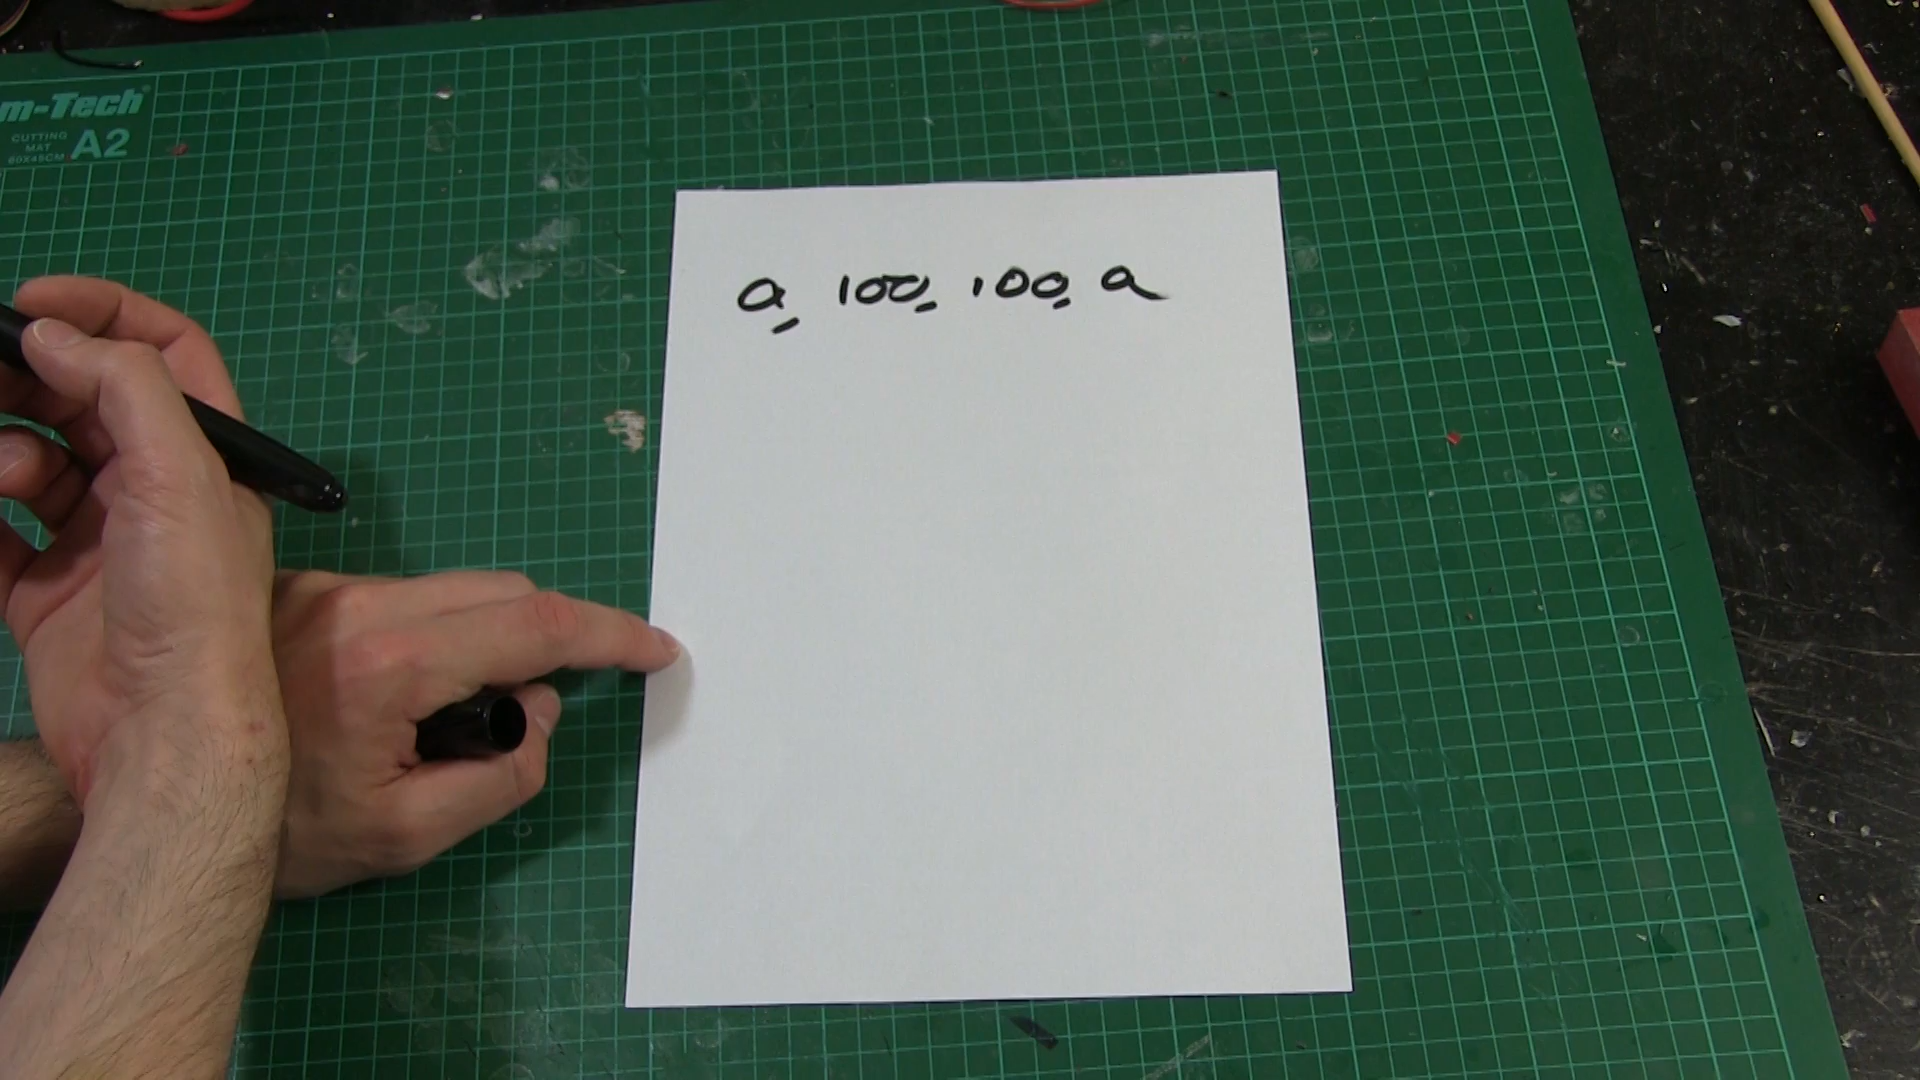 m-Tech
CUTTING
MAT
60X45CM
A2
a, 100, 100, a